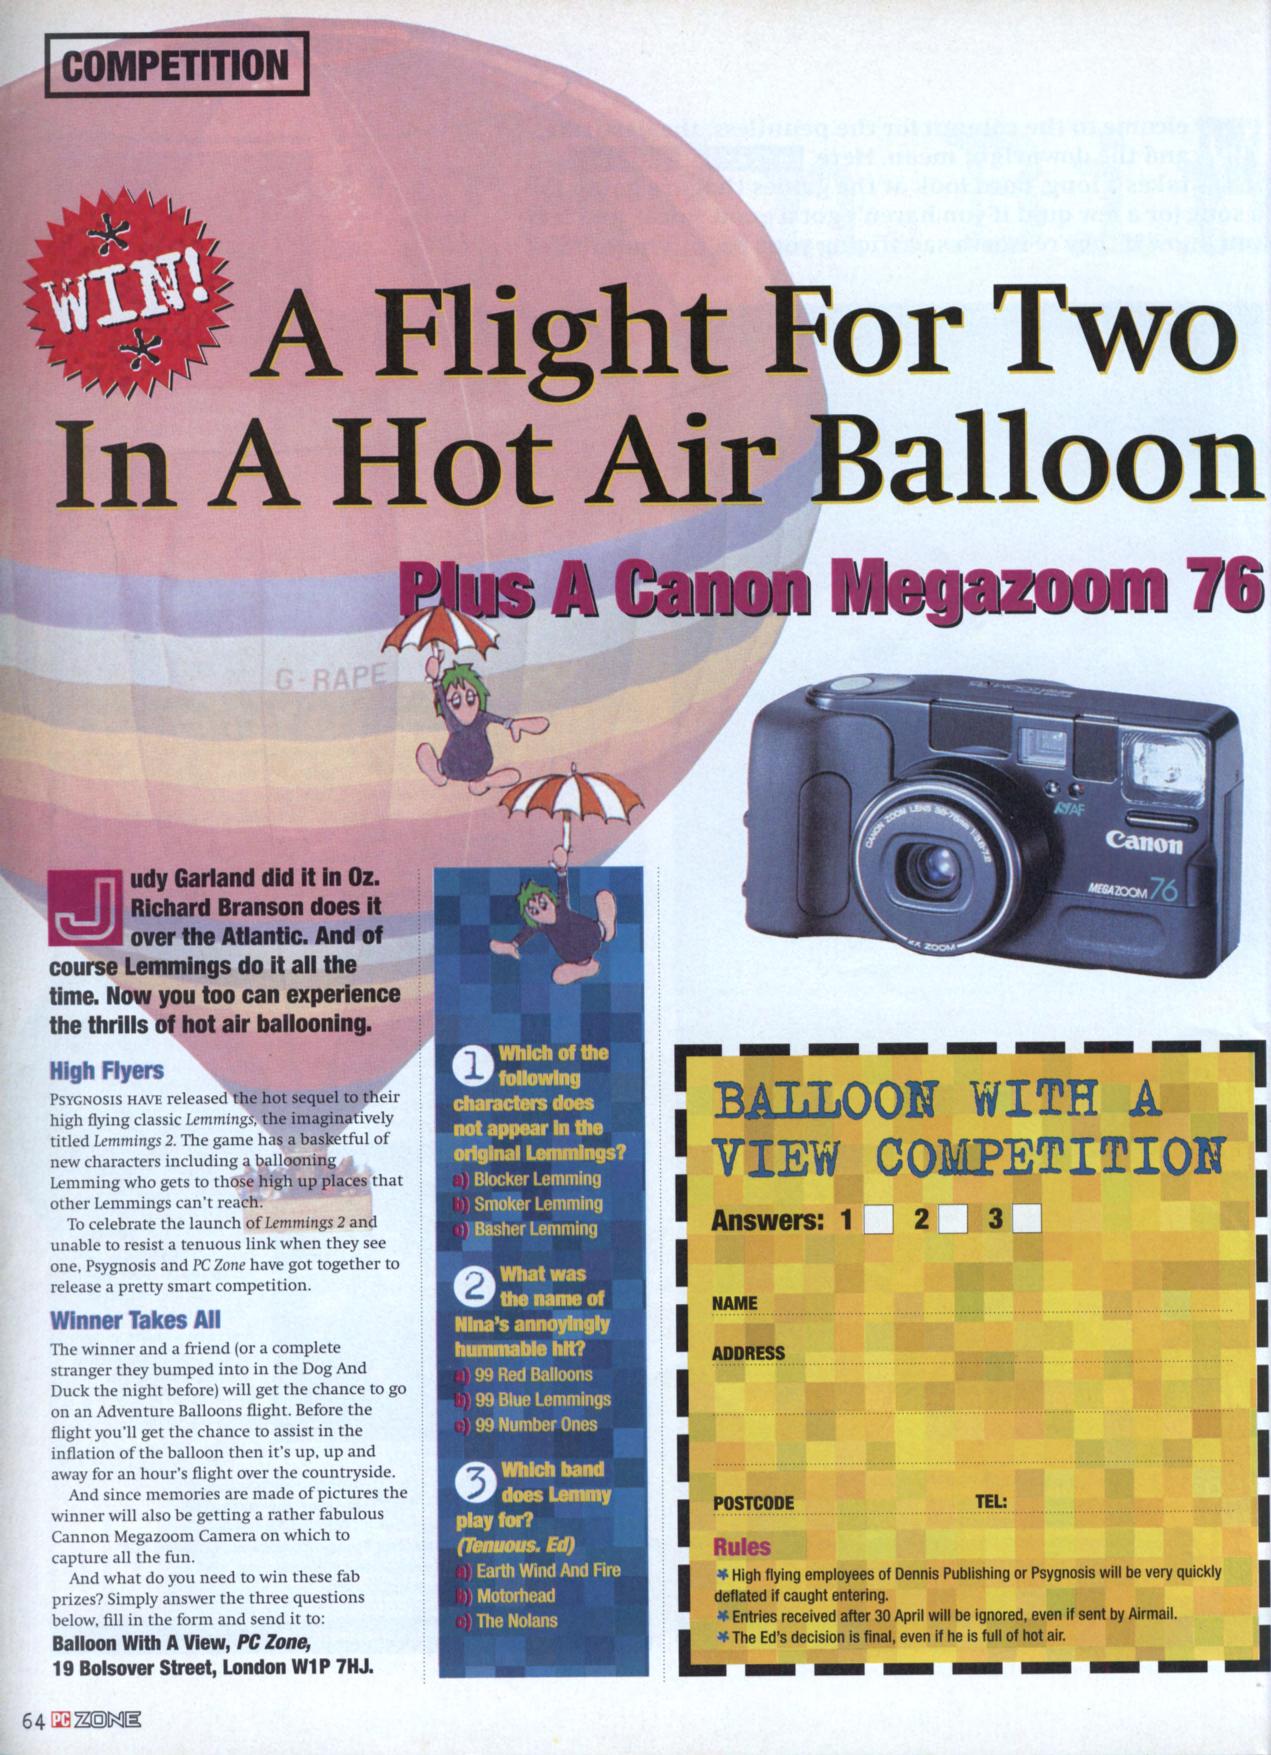 COMPETITION
WIN!
A Flight For Two
In A Hot Air Balloon
Plus A Canon Megazoom 76
G-RAPE
CANON ZOOM LENS 38-76mm 1:3.8-7.8
AiAF
Canon
MEGAZOOM 76
Judy Garland did it in Oz.
Richard Branson does it
over the Atlantic. And of
course Lemmings do it all the
time. Now you too can experience
the thrills of hot air ballooning.
High Flyers
PSYGNOSIS HAVE released the hot sequel to their
high flying classic Lemmings, the imaginatively
titled Lemmings 2. The game has a basketful of
new characters including a ballooning
Lemming who gets to those high up places that
other Lemmings can't reach.
To celebrate the launch of Lemmings 2 and
unable to resist a tenuous link when they see
one, Psygnosis and PC Zone have got together to
release a pretty smart competition.
Winner Takes All
The winner and a friend (or a complete
stranger they bumped into in the Dog And
Duck the night before) will get the chance to go
on an Adventure Balloons flight. Before the
flight you'll get the chance to assist in the
inflation of the balloon then it's up, up and
away for an hour's flight over the countryside.
And since memories are made of pictures the
winner will also be getting a rather fabulous
Cannon Megazoom Camera on which to
capture all the fun.
And what do you need to win these fab
prizes? Simply answer the three questions
below, fill in the form and send it to:
Balloon With A View, PC Zone,
19 Bolsover Street, London W1P 7HJ.
1 Which of the
following
characters does
not appear in the
original Lemmings?
a) Blocker Lemming
b) Smoker Lemming
c) Basher Lemming
2 What was
the name of
Nina's annoyingly
hummable hit?
a) 99 Red Balloons
b) 99 Blue Lemmings
c) 99 Number Ones
3 Which band
does Lemmy
play for?
(Tenuous. Ed)
a) Earth Wind And Fire
b) Motorhead
c) The Nolans
BALLOON WITH A
VIEW COMPETITION
Answers: 1 2 3
NAME
ADDRESS
POSTCODE TEL:
Rules
* High flying employees of Dennis Publishing or Psygnosis will be very quickly
deflated if caught entering.
* Entries received after 30 April will be ignored, even if sent by Airmail.
* The Ed's decision is final, even if he is full of hot air.
64 PC ZONE